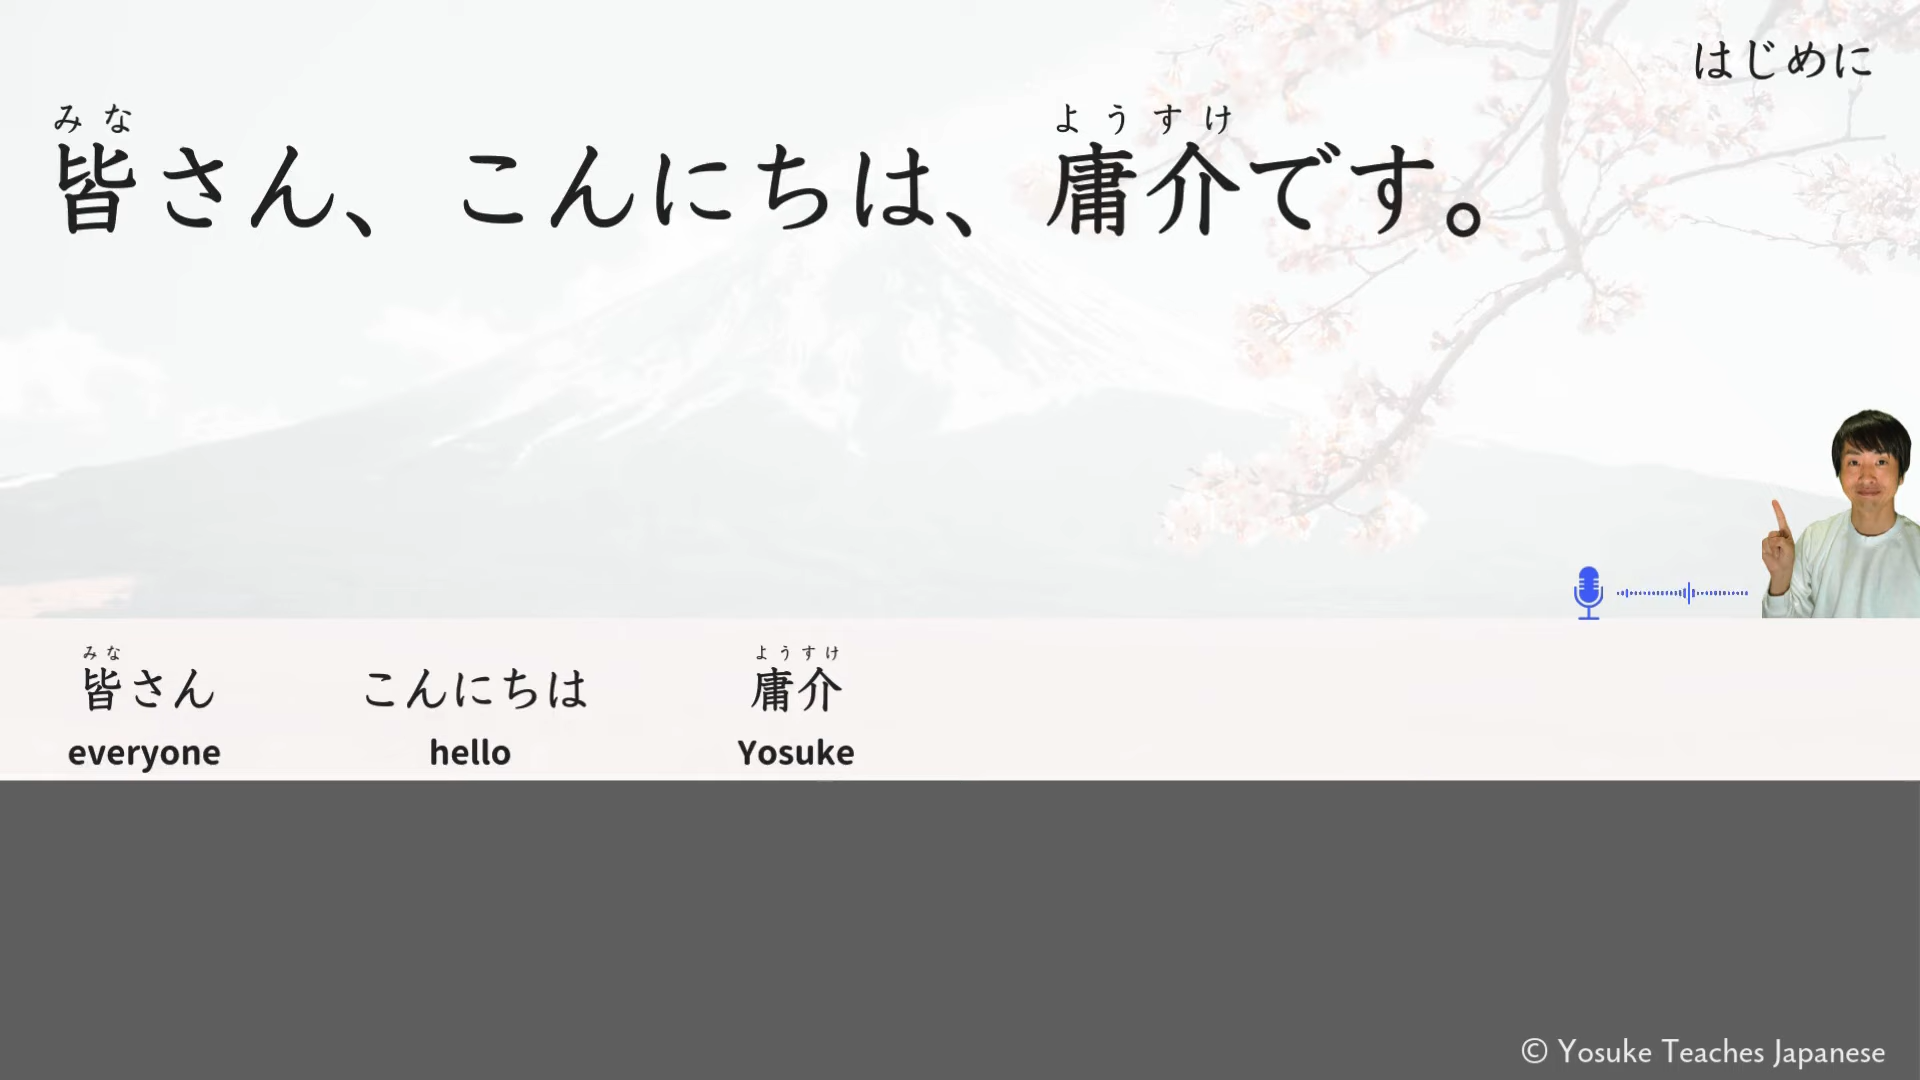 はじめに
みな ようすけ
皆さん、こんにちは、庸介です。
みな ようすけ
皆さん こんにちは 庸介
everyone hello Yosuke
© Yosuke Teaches Japanese